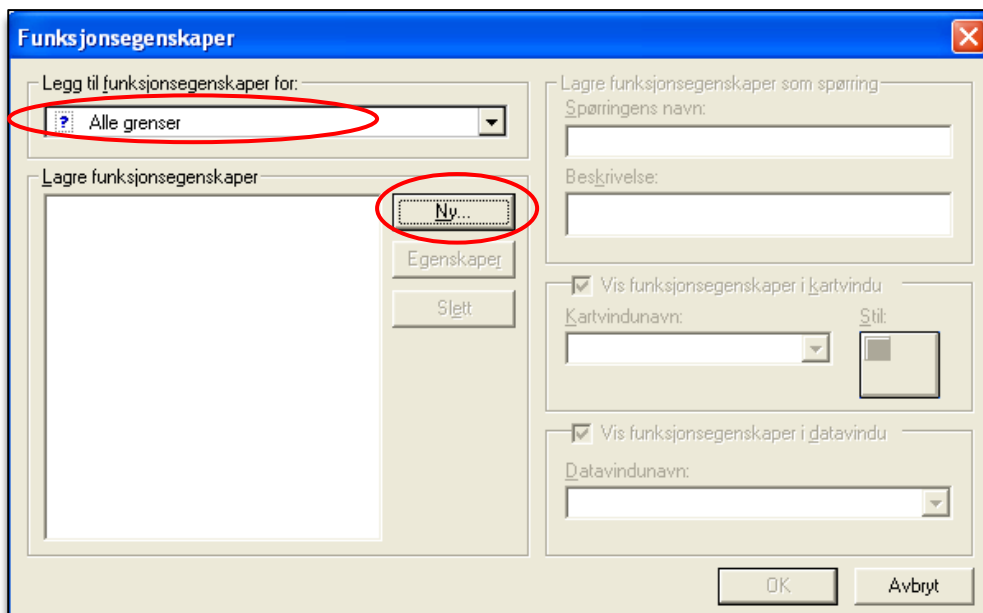 Funksjonsegenskaper
Legg til funksjonsegenskaper for:
? Alle grenser
Lagre funksjonsegenskaper
Ny...
Egenskaper
Slett
Lagre funksjonsegenskaper som spørring
Spørringens navn:
Beskrivelse:
Vis funksjonsegenskaper i kartvindu
Kartvindunavn:
Stil:
Vis funksjonsegenskaper i datavindu
Datavindunavn:
OK
Avbryt